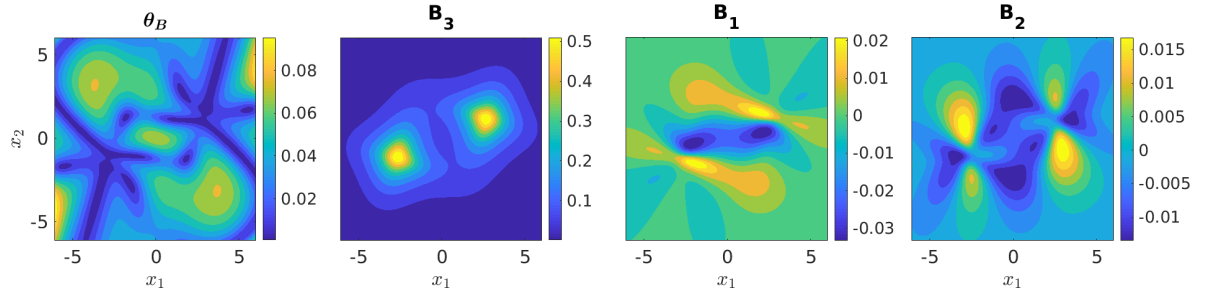 θ_B B_3 B_1 B_2
5 0.08 0.5 0.02 0.015
0.4 0.01 0.01
0.06 0 0.005
x_2 0 0.3 0
0.04 0.2 -0.01 -0.005
0.02 0.1 -0.02 -0.01
-5 -0.03
-5 0 5 -5 0 5 -5 0 5 -5 0 5
x_1 x_1 x_1 x_1